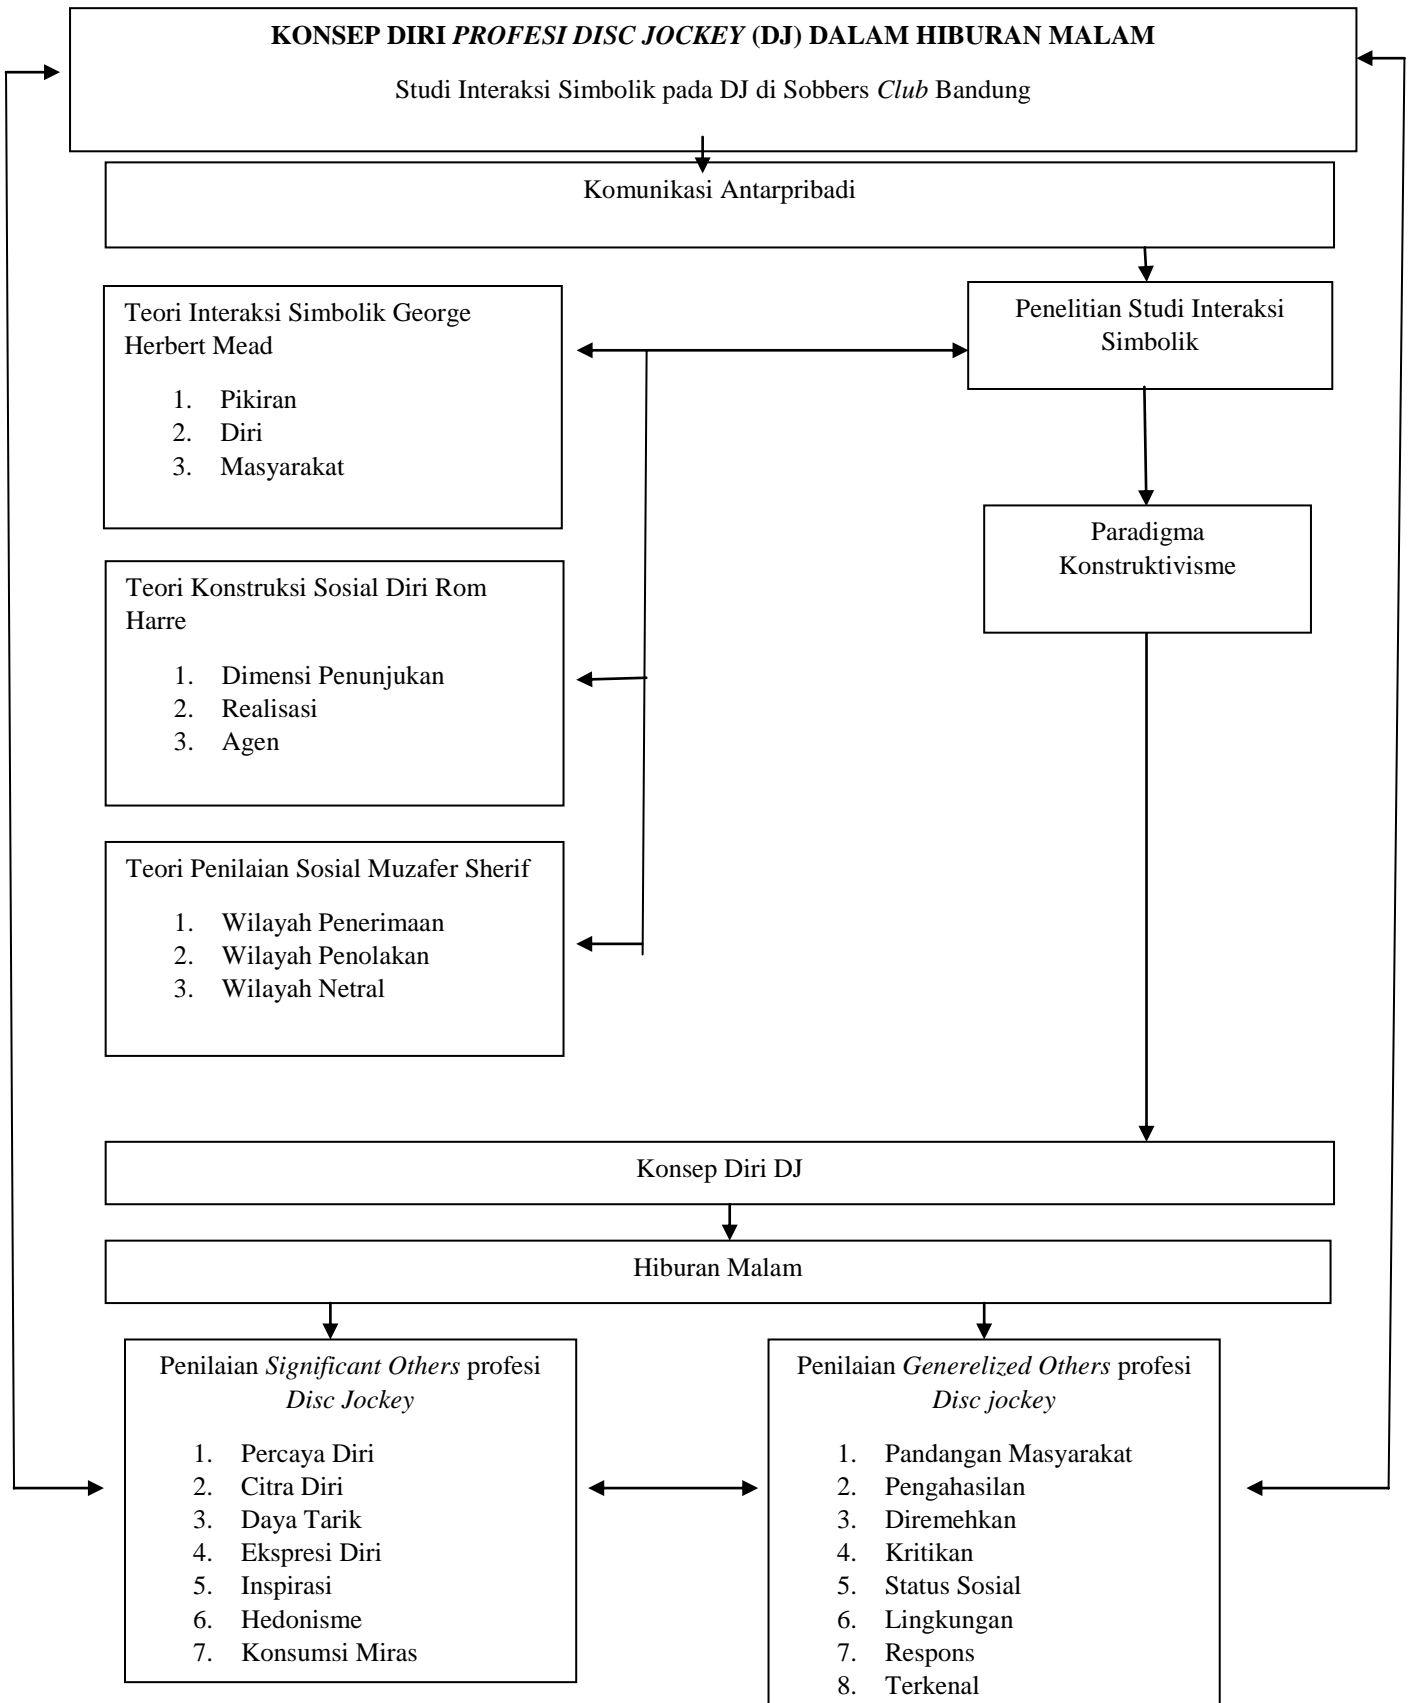 KONSEP DIRI PROFESI DISC JOCKEY (DJ) DALAM HIBURAN MALAM
Studi Interaksi Simbolik pada DJ di Sobbers Club Bandung
Komunikasi Antarpribadi
Teori Interaksi Simbolik George
Herbert Mead
1. Pikiran
2. Diri
3. Masyarakat
Penelitian Studi Interaksi
Simbolik
Paradigma
Konstruktivisme
Teori Konstruksi Sosial Diri Rom
Harre
1. Dimensi Penunjukan
2. Realisasi
3. Agen
Teori Penilaian Sosial Muzafer Sherif
1. Wilayah Penerimaan
2. Wilayah Penolakan
3. Wilayah Netral
Konsep Diri DJ
Hiburan Malam
Penilaian Significant Others profesi
Disc Jockey
1. Percaya Diri
2. Citra Diri
3. Daya Tarik
4. Ekspresi Diri
5. Inspirasi
6. Hedonisme
7. Konsumsi Miras
Penilaian Generelized Others profesi
Disc jockey
1. Pandangan Masyarakat
2. Pengahasilan
3. Diremehkan
4. Kritikan
5. Status Sosial
6. Lingkungan
7. Respons
8. Terkenal